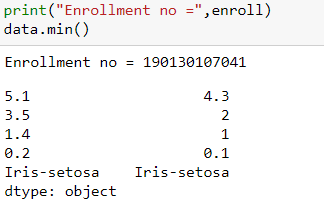 print("Enrollment no =",enroll)
data.min()
Enrollment no = 190130107041
5.1 4.3
3.5 2
1.4 1
0.2 0.1
Iris-setosa Iris-setosa
dtype: object